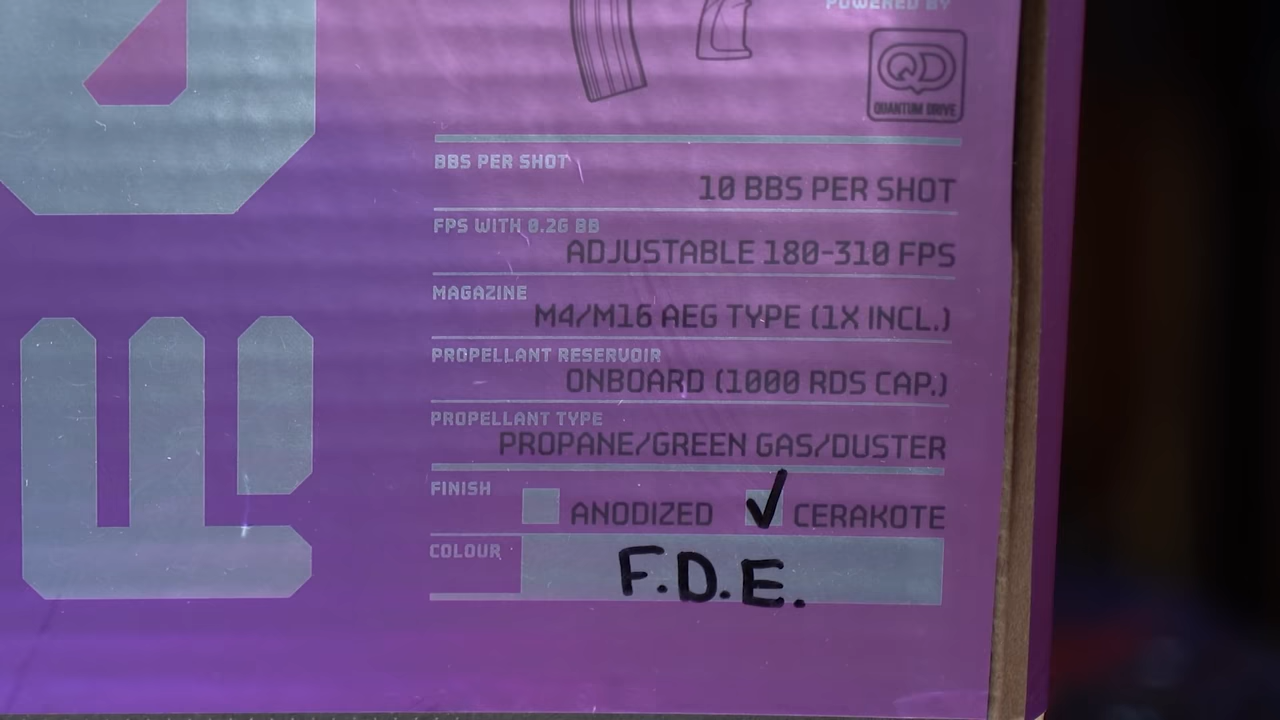 POWERED BY
QD
QUANTUM DRIVE
BBS PER SHOT
10 BBS PER SHOT
FPS WITH 0.2G BB
ADJUSTABLE 180-310 FPS
MAGAZINE
M4/M16 AEG TYPE (1X INCL.)
PROPELLANT RESERVOIR
ONBOARD (1000 RDS CAP.)
PROPELLANT TYPE
PROPANE/GREEN GAS/DUSTER
FINISH ANODIZED ✓ CERAKOTE
COLOUR F.D.E.